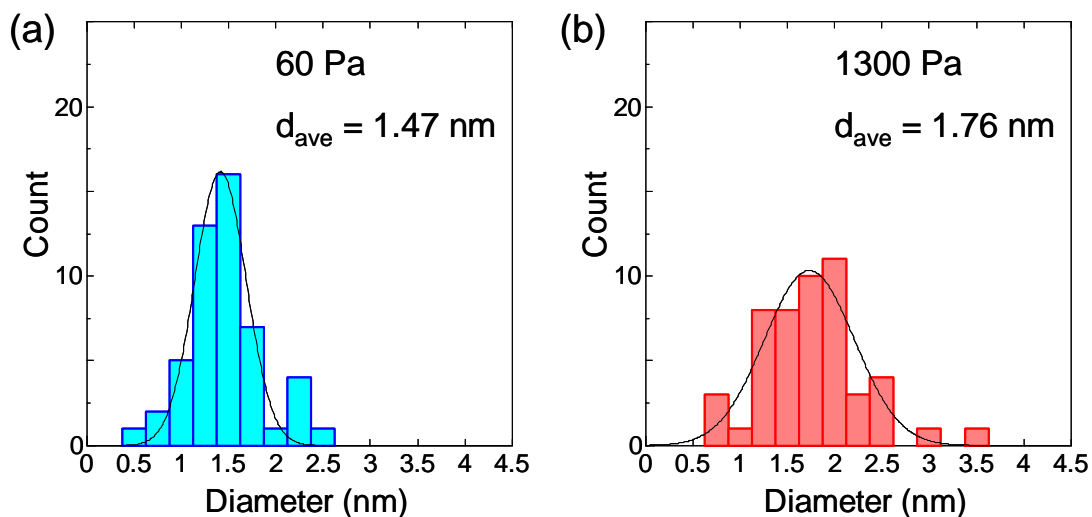 (a)
60 Pa
d_ave = 1.47 nm
Count
20
10
0
0 0.5 1 1.5 2 2.5 3 3.5 4 4.5
Diameter (nm)
(b)
1300 Pa
d_ave = 1.76 nm
Count
20
10
0
0 0.5 1 1.5 2 2.5 3 3.5 4 4.5
Diameter (nm)